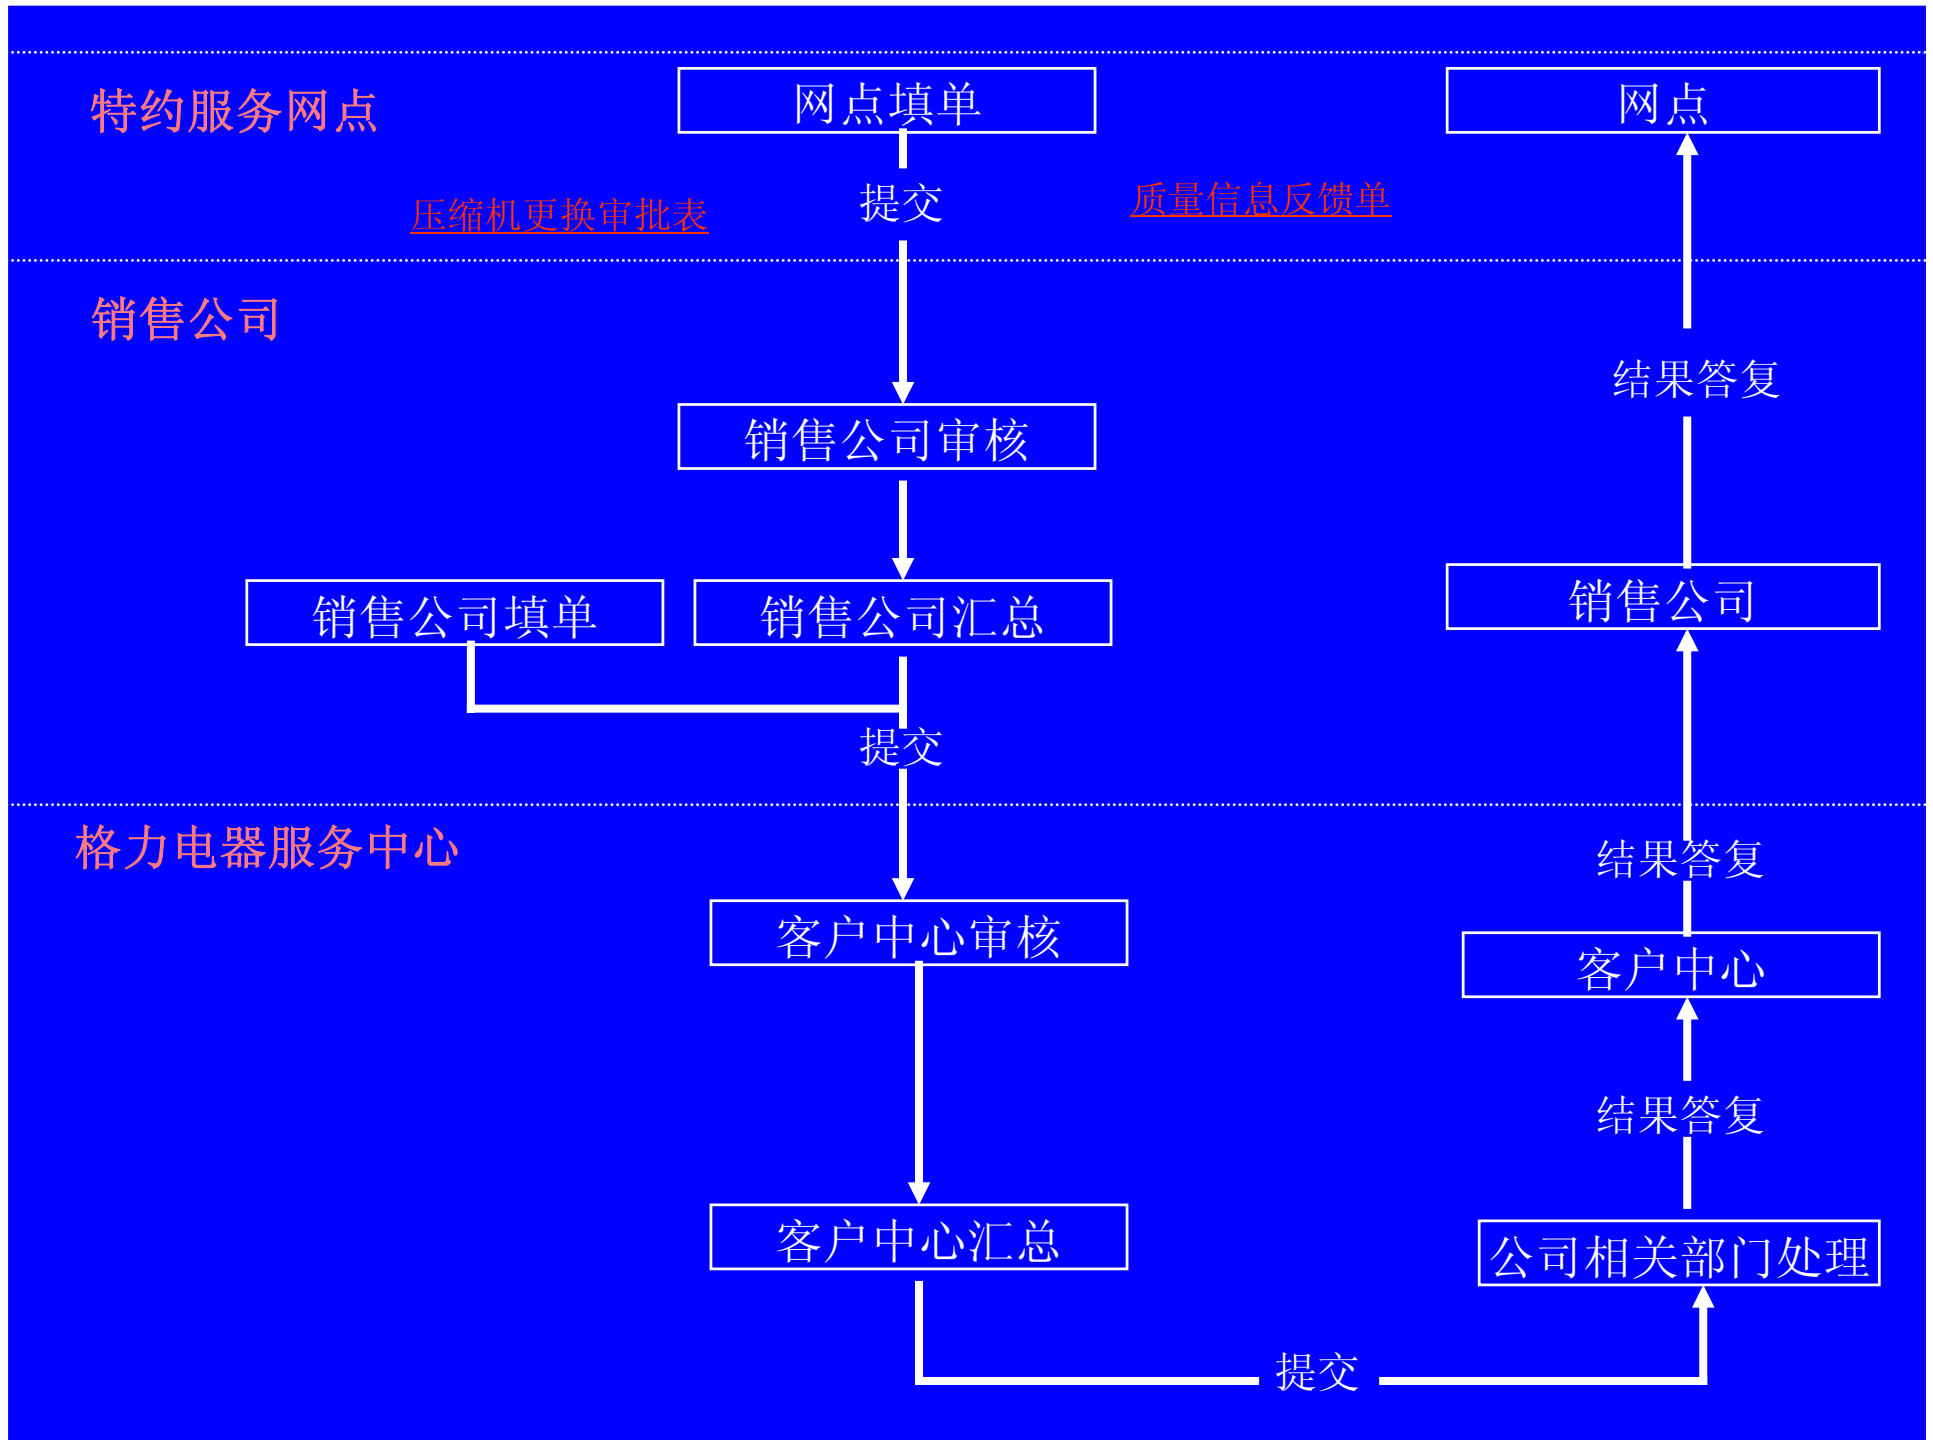 特约服务网点
网点填单
网点
提交
压缩机更换审批表
质量信息反馈单
销售公司
结果答复
销售公司审核
销售公司填单
销售公司汇总
销售公司
提交
格力电器服务中心
结果答复
客户中心审核
客户中心
结果答复
客户中心汇总
公司相关部门处理
提交